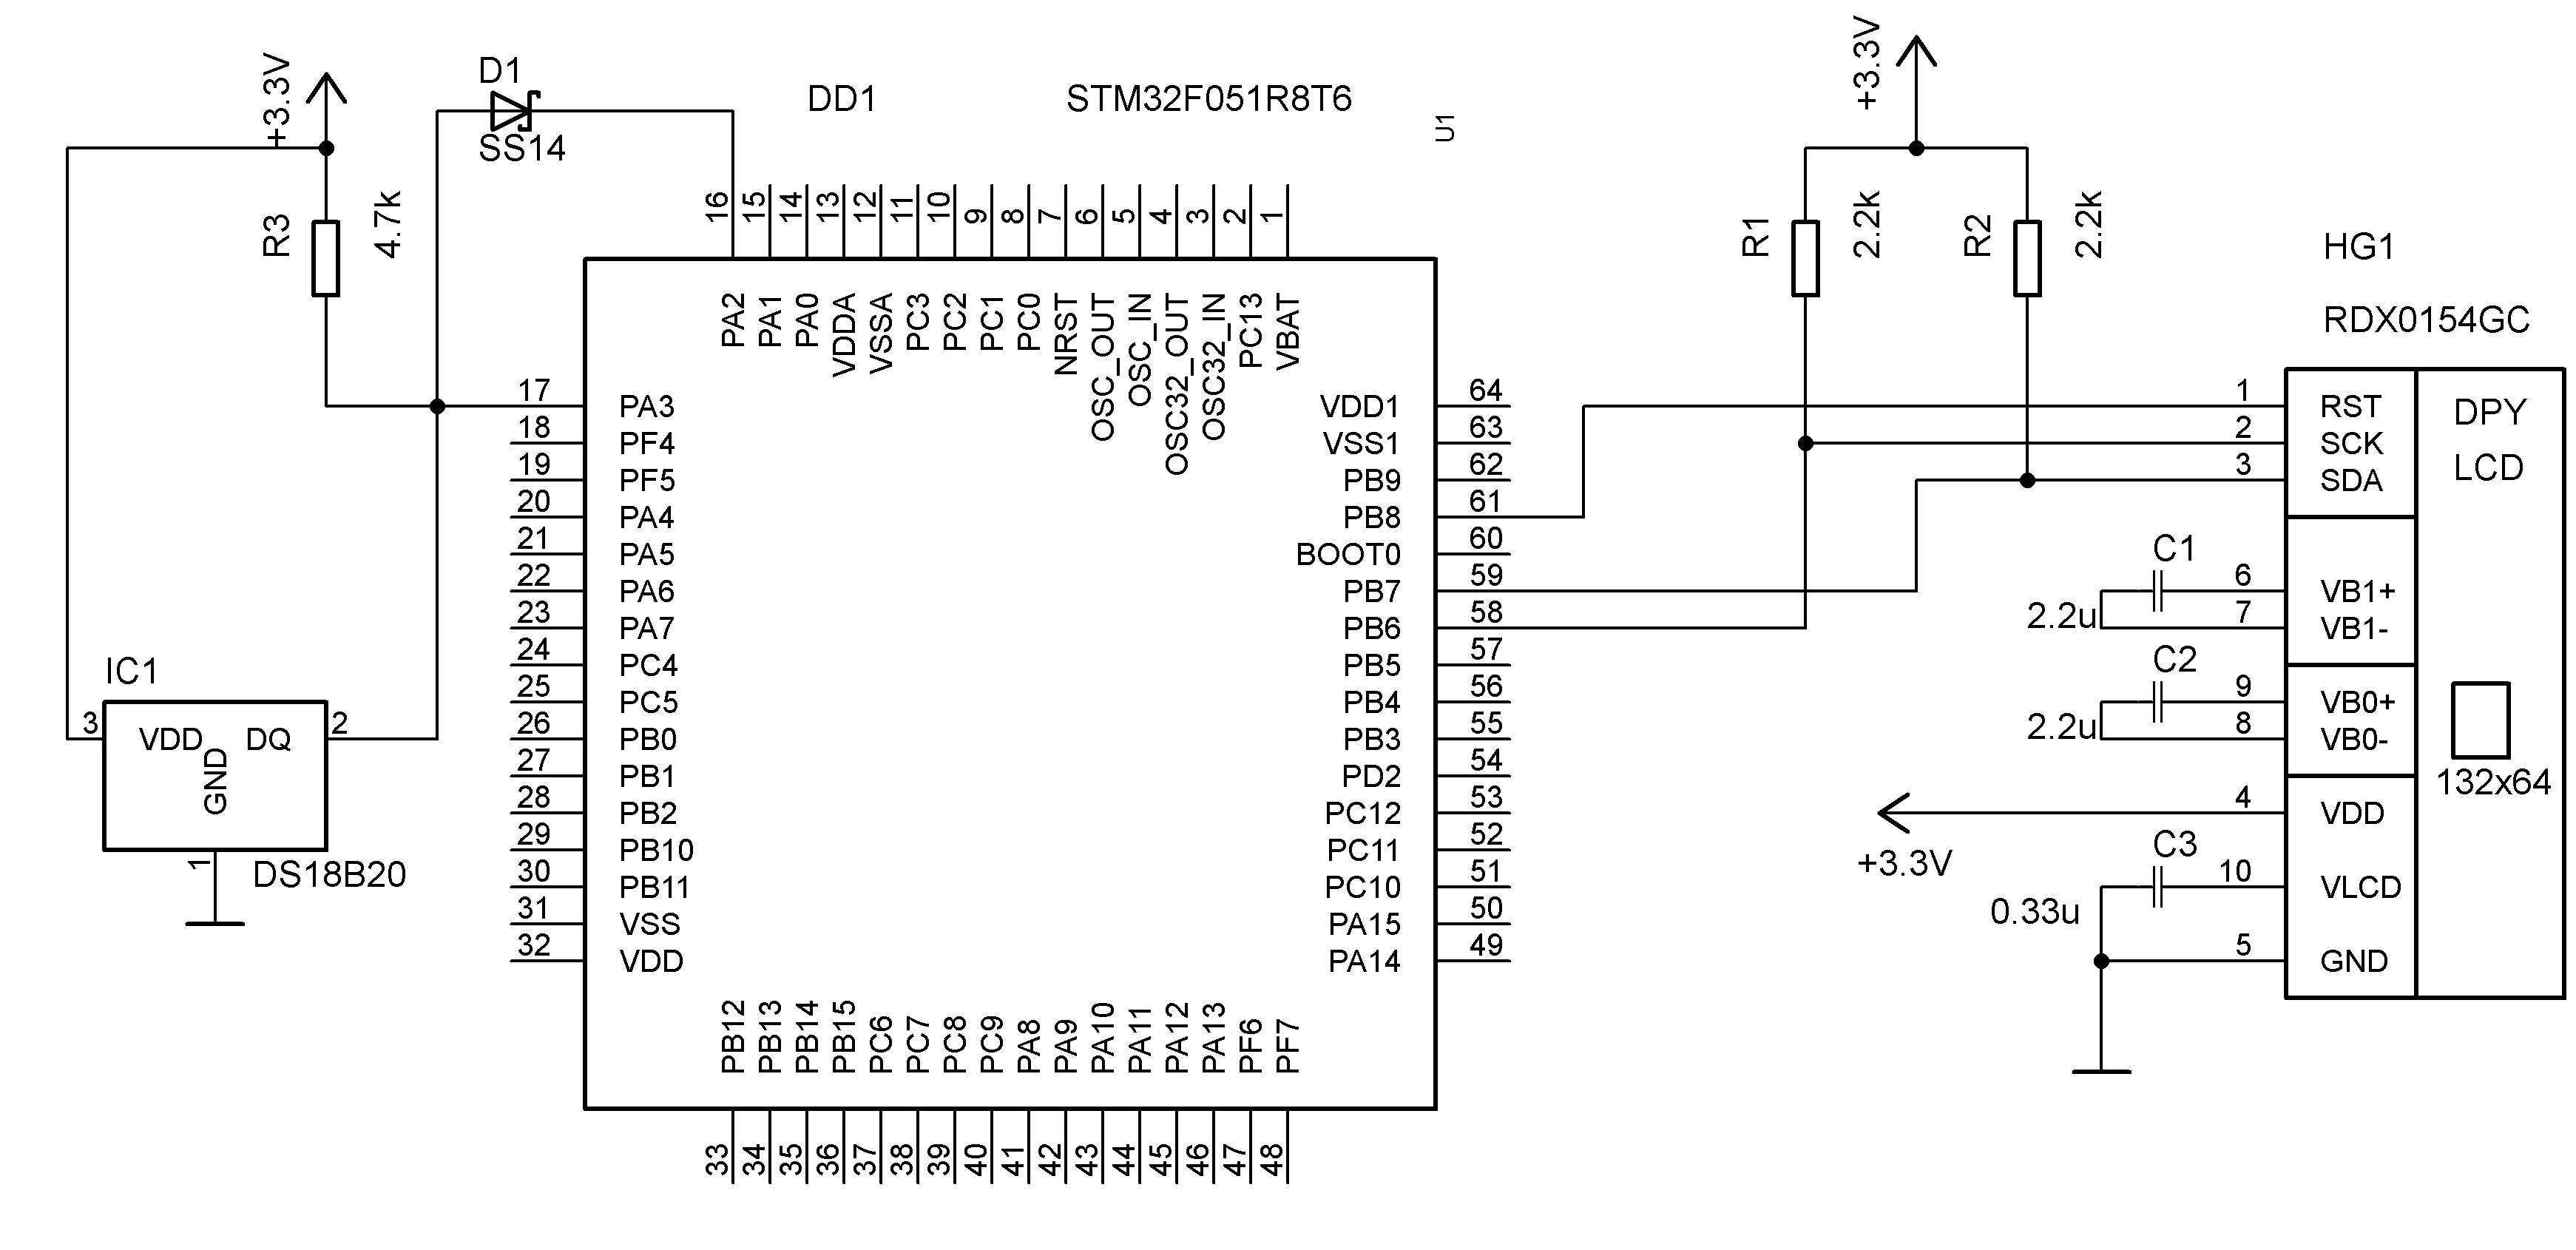 +3.3V
R3
4.7k
D1
SS14
DD1
STM32F051R8T6
U1
+3.3V
R1
2.2k
R2
2.2k
HG1
RDX0154GC
16
15
14
13
12
11
10
9
8
7
6
5
4
3
2
1
PA2
PA1
PA0
VDDA
VSSA
PC3
PC2
PC1
PC0
NRST
OSC_OUT
OSC_IN
OSC32_OUT
OSC32_IN
PC13
VBAT
17 PA3
18 PF4
19 PF5
20 PA4
21 PA5
22 PA6
23 PA7
24 PC4
25 PC5
26 PB0
27 PB1
28 PB2
29 PB10
30 PB11
31 VSS
32 VDD
VDD1 64
VSS1 63
PB9 62
PB8 61
BOOT0 60
PB7 59
PB6 58
PB5 57
PB4 56
PB3 55
PD2 54
PC12 53
PC11 52
PC10 51
PA15 50
PA14 49
PB12
PB13
PB14
PB15
PC6
PC7
PC8
PC9
PA8
PA9
PA10
PA11
PA12
PA13
PF6
PF7
33
34
35
36
37
38
39
40
41
42
43
44
45
46
47
48
IC1
3 VDD DQ 2
GND
1
DS18B20
1 RST
2 SCK
3 SDA
DPY
LCD
C1
2.2u
6 VB1+
7 VB1-
C2
2.2u
9 VB0+
8 VB0-
132x64
4 VDD
+3.3V
C3
0.33u
10 VLCD
5 GND